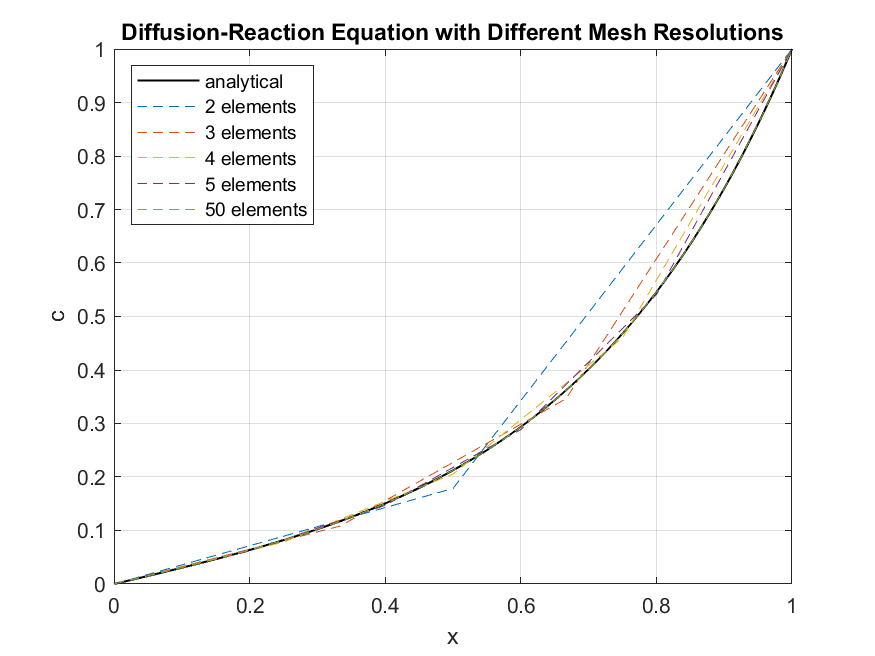 Diffusion-Reaction Equation with Different Mesh Resolutions
1
0.9
0.8
0.7
0.6
0.5
0.4
0.3
0.2
0.1
0
c
analytical
2 elements
3 elements
4 elements
5 elements
50 elements
0 0.2 0.4 0.6 0.8 1
x